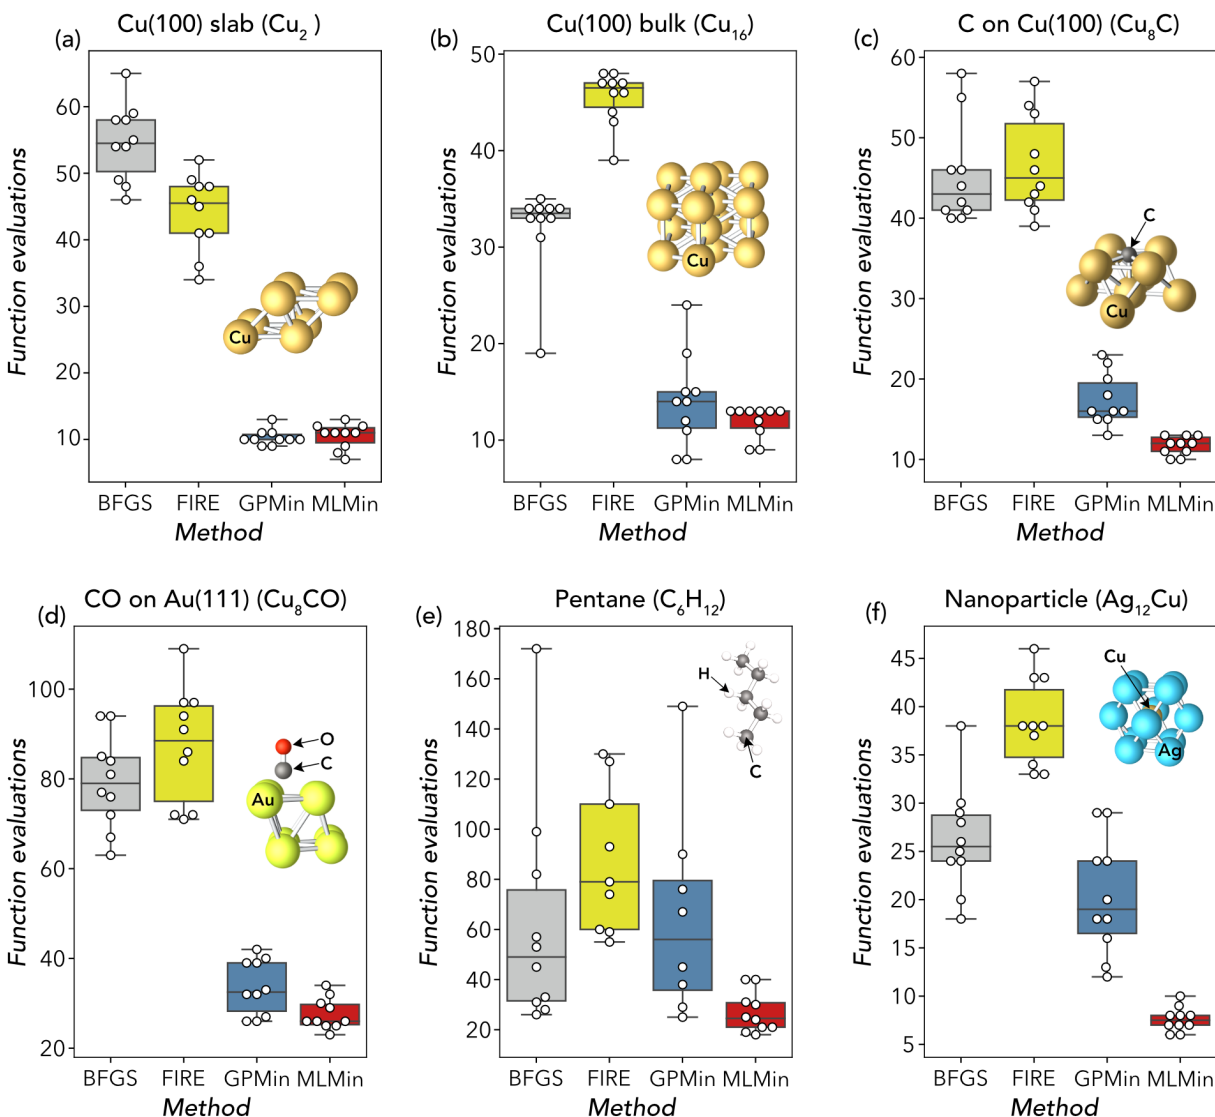 (a) Cu(100) slab (Cu₂ )
Function evaluations
60
50
40
30
20
10
Cu
BFGS FIRE GPMin MLMin
Method
(b) Cu(100) bulk (Cu₁₆)
Function evaluations
50
40
30
20
10
Cu
BFGS FIRE GPMin MLMin
Method
(c) C on Cu(100) (Cu₈C)
Function evaluations
60
50
40
30
20
10
C
Cu
BFGS FIRE GPMin MLMin
Method
(d) CO on Au(111) (Cu₈CO)
Function evaluations
100
80
60
40
20
O
C
Au
BFGS FIRE GPMin MLMin
Method
(e) Pentane (C₆H₁₂)
Function evaluations
180
160
140
120
100
80
60
40
20
H
C
BFGS FIRE GPMin MLMin
Method
(f) Nanoparticle (Ag₁₂Cu)
Function evaluations
45
40
35
30
25
20
15
10
5
Cu
Ag
BFGS FIRE GPMin MLMin
Method